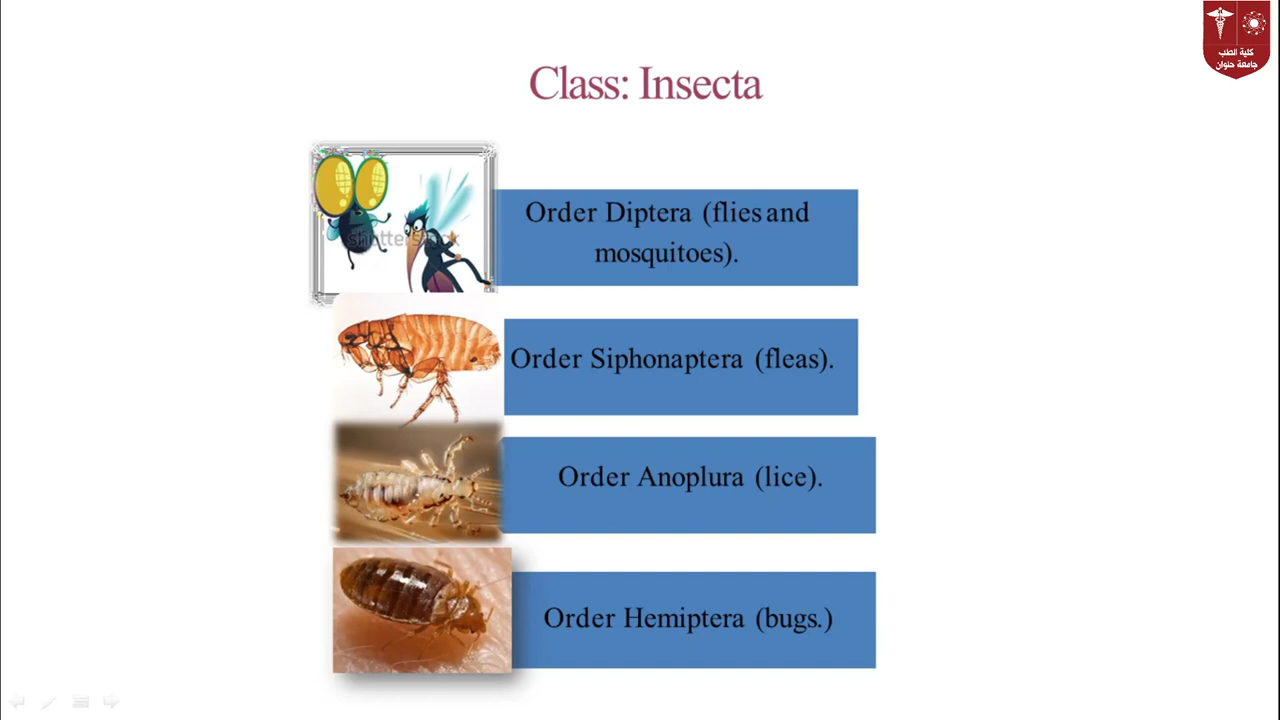 كلية الطب
جامعة حلوان
Class: Insecta
shutterstock
Order Diptera (flies and
mosquitoes).
Order Siphonaptera (fleas).
Order Anoplura (lice).
Order Hemiptera (bugs.)